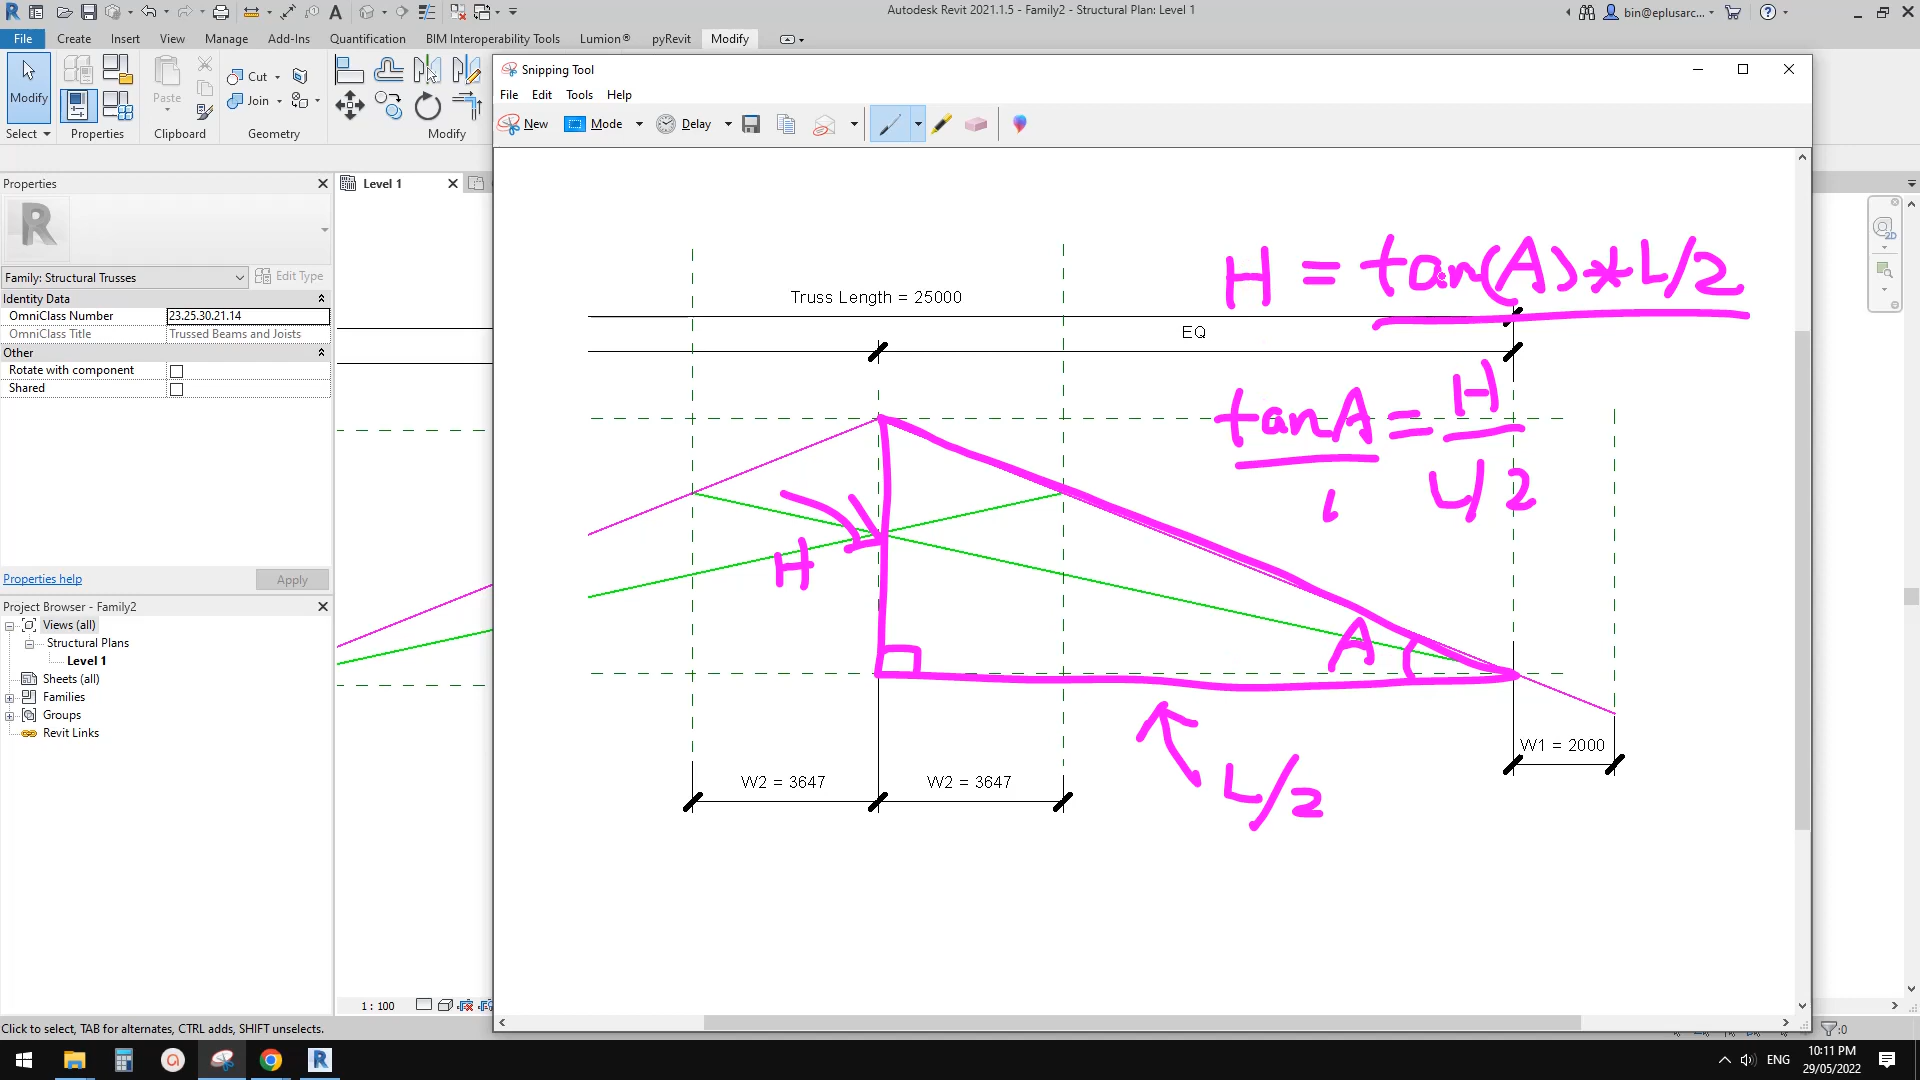 Autodesk Revit 2021.1.5 - Family2 - Structural Plan: Level 1
bin@eplusarc...
File Create Insert View Manage Add-Ins Quantification BIM Interoperability Tools Lumion® pyRevit Modify
Modify
Paste
Cut
Join
Select Properties Clipboard Geometry Modify
Snipping Tool
File Edit Tools Help
New Mode Delay
Properties
Level 1
Family: Structural Trusses
Edit Type
Identity Data
OmniClass Number 23.25.30.21.14
OmniClass Title Trussed Beams and Joists
Other
Rotate with component
Shared
Properties help
Apply
Project Browser - Family2
Views (all)
Structural Plans
Level 1
Sheets (all)
Families
Groups
Revit Links
H = tan(A)*L/2
Truss Length = 25000
EQ
tanA = H
L/2
H
A
W1 = 2000
W2 = 3647
W2 = 3647
L/2
1 : 100
Click to select, TAB for alternates, CTRL adds, SHIFT unselects.
:0
ENG
10:11 PM
29/05/2022